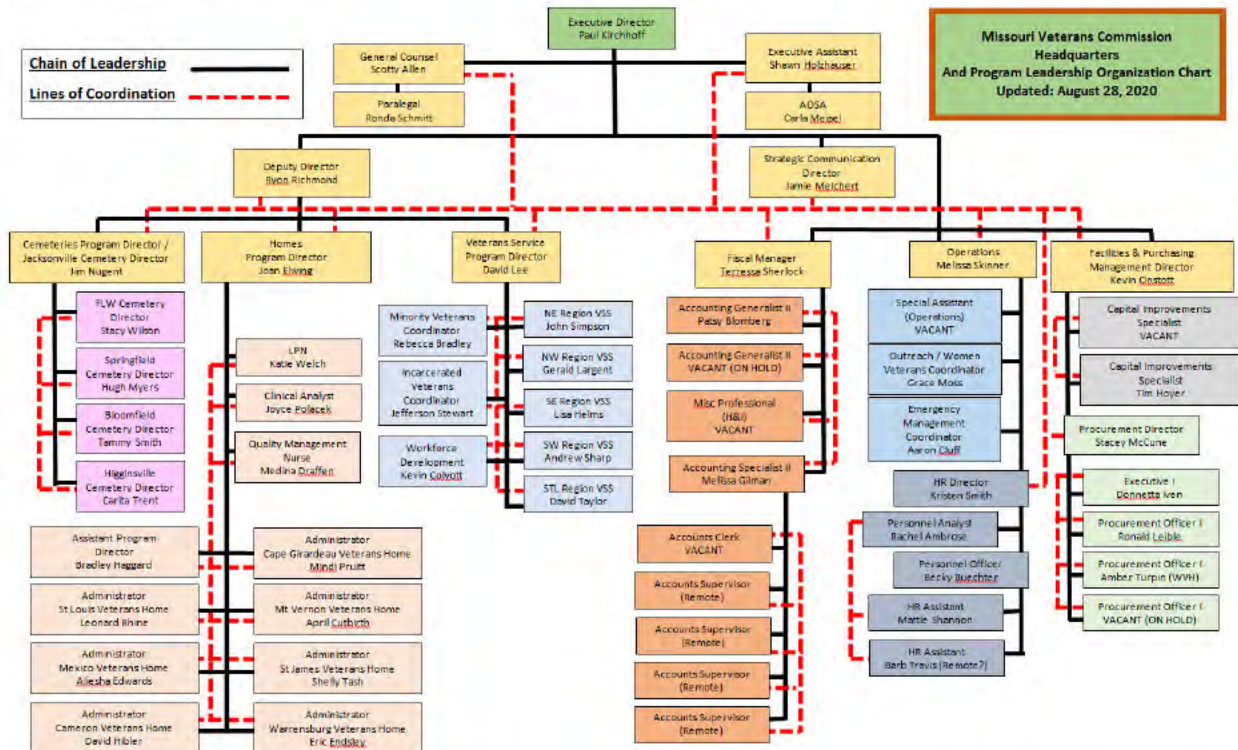 Executive Director
Paul Kirchhoff
Missouri Veterans Commission
Headquarters
And Program Leadership Organization Chart
Updated: August 28, 2020
Chain of Leadership
Lines of Coordination
General Counsel
Scotty Allen
Executive Assistant
Shawn Holzhauser
Paralegal
Ronda Schmitt
AOSA
Carla Meisel
Deputy Director
Ryon Richmond
Strategic Communication
Director
Jamie Melchert
Cemeteries Program Director /
Jacksonville Cemetery Director
Jim Nugent
Homes
Program Director
Joan Elwing
Veterans Service
Program Director
David Lee
Fiscal Manager
Terressa Sherlock
Operations
Melissa Skinner
Facilities & Purchasing
Management Director
Kevin Onstott
FLW Cemetery
Director
Stacy Wilson
Springfield
Cemetery Director
Hugh Myers
Bloomfield
Cemetery Director
Tammy Smith
Higginsville
Cemetery Director
Carita Trent
LPN
Katie Welch
Clinical Analyst
Joyce Polacek
Quality Management
Nurse
Medina Draffen
Assistant Program
Director
Bradley Haggard
Administrator
Cape Girardeau Veterans Home
Mindi Pruitt
Administrator
St Louis Veterans Home
Leonard Rhine
Administrator
Mt Vernon Veterans Home
April Cutbirth
Administrator
Mexico Veterans Home
Aliesha Edwards
Administrator
St James Veterans Home
Shelly Tash
Administrator
Cameron Veterans Home
David Hibler
Administrator
Warrensburg Veterans Home
Eric Endsley
Minority Veterans
Coordinator
Rebecca Bradley
Incarcerated
Veterans
Coordinator
Jefferson Stewart
Workforce
Development
Kevin Colyott
NE Region VSS
John Simpson
NW Region VSS
Gerald Largent
SE Region VSS
Lisa Helms
SW Region VSS
Andrew Sharp
STL Region VSS
David Taylor
Accounting Generalist II
Patsy Blomberg
Accounting Generalist II
VACANT (ON HOLD)
Misc Professional
(H&I)
VACANT
Accounting Specialist II
Melissa Gilman
Accounts Clerk
VACANT
Accounts Supervisor
(Remote)
Accounts Supervisor
(Remote)
Accounts Supervisor
(Remote)
Accounts Supervisor
(Remote)
Special Assistant
(Operations)
VACANT
Outreach / Women
Veterans Coordinator
Grace Moss
Emergency
Management
Coordinator
Aaron Cluff
HR Director
Kristen Smith
Personnel Analyst
Rachel Ambrose
Personnel Officer
Becky Buechter
HR Assistant
Mattie Shannon
HR Assistant
Barb Travis (Remote?)
Capital Improvements
Specialist
VACANT
Capital Improvements
Specialist
Tim Hoyer
Procurement Director
Stacey McCune
Executive I
Donnetta Iven
Procurement Officer I
Ronald Leible
Procurement Officer I
Amber Turpin (WVH)
Procurement Officer I
VACANT (ON HOLD)